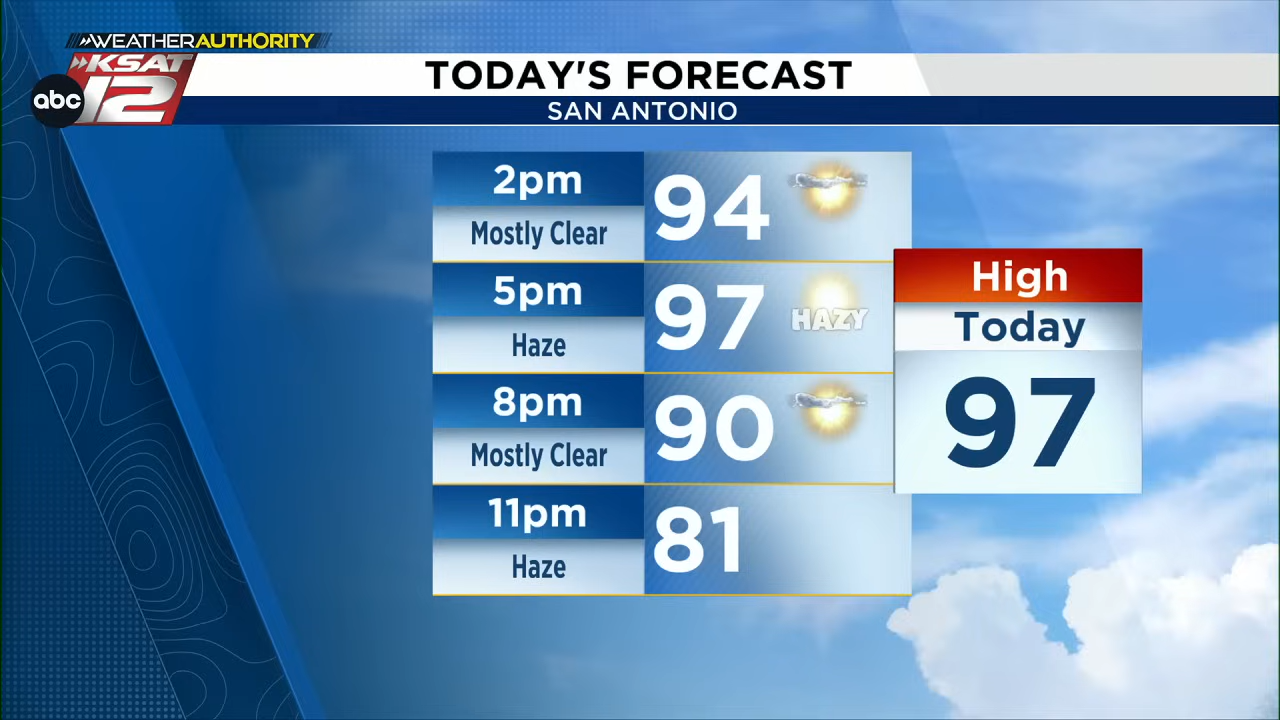 WEATHERAUTHORITY
KSAT
abc 12
TODAY'S FORECAST
SAN ANTONIO
2pm
Mostly Clear
94
5pm
Haze
97
HAZY
8pm
Mostly Clear
90
11pm
Haze
81
High
Today
97